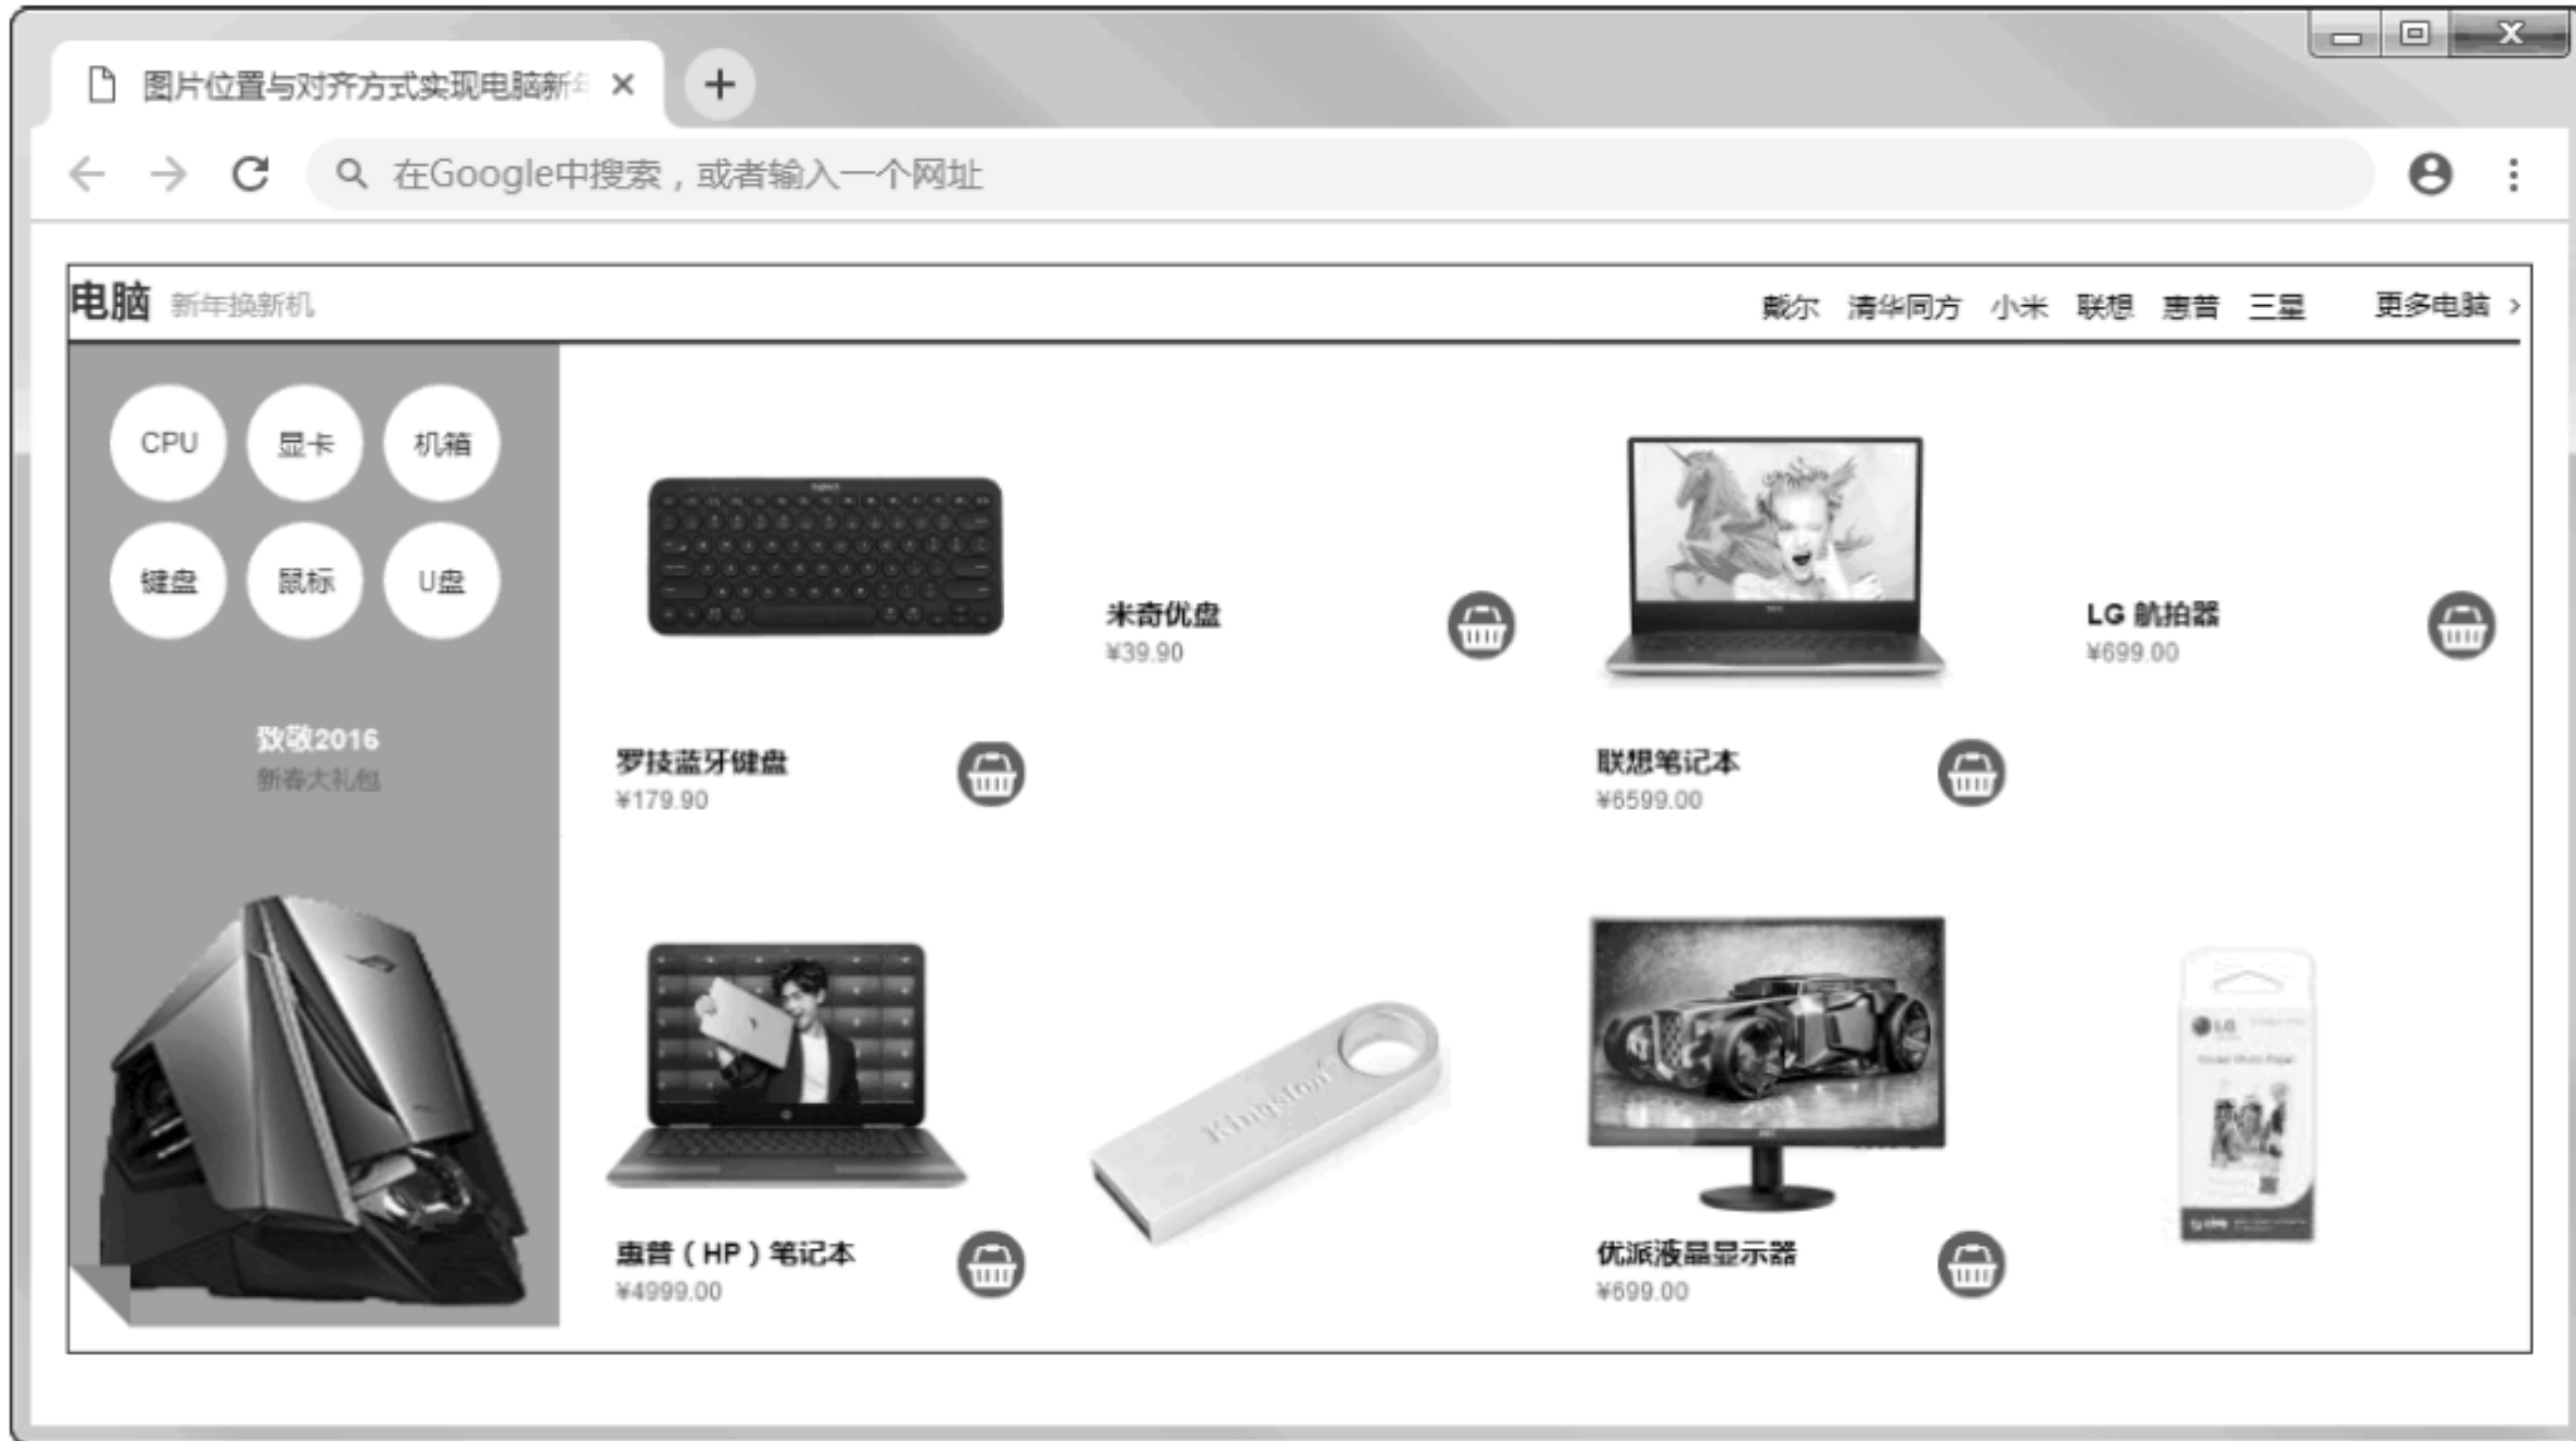 图片位置与对齐方式实现电脑新年
在Google中搜索，或者输入一个网址
电脑 新年换新机
戴尔 清华同方 小米 联想 惠普 三星 更多电脑 >
CPU 显卡 机箱
键盘 鼠标 U盘
致敬2016
新春大礼包
罗技蓝牙键盘
¥179.90
米奇优盘
¥39.90
联想笔记本
¥6599.00
LG 航拍器
¥699.00
惠普（HP）笔记本
¥4999.00
Kingston
优派液晶显示器
¥699.00
LG